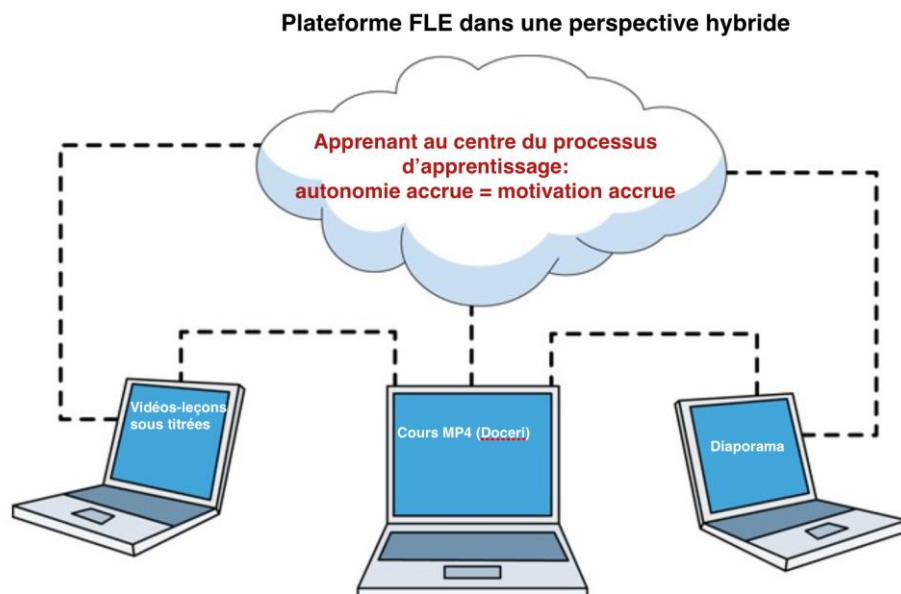 Plateforme FLE dans une perspective hybride
Apprenant au centre du processus
d'apprentissage:
autonomie accrue = motivation accrue
Vidéos-leçons
sous titrées
Cours MP4 (Doceri)
Diaporama